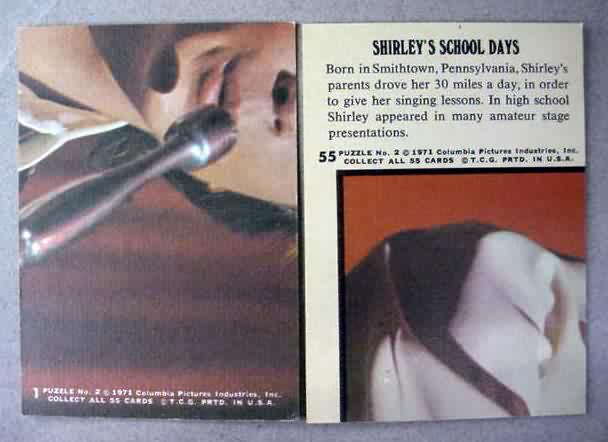 1 PUZZLE No. 2 © 1971 Columbia Pictures Industries, Inc.
COLLECT ALL 55 CARDS © T.C.G. PRTD. IN U.S.A.
SHIRLEY'S SCHOOL DAYS
Born in Smithtown, Pennsylvania, Shirley's
parents drove her 30 miles a day, in order
to give her singing lessons. In high school
Shirley appeared in many amateur stage
presentations.
55 PUZZLE No. 2 © 1971 Columbia Pictures Industries, Inc.
COLLECT ALL 55 CARDS © T.C.G. PRTD. IN U.S.A.